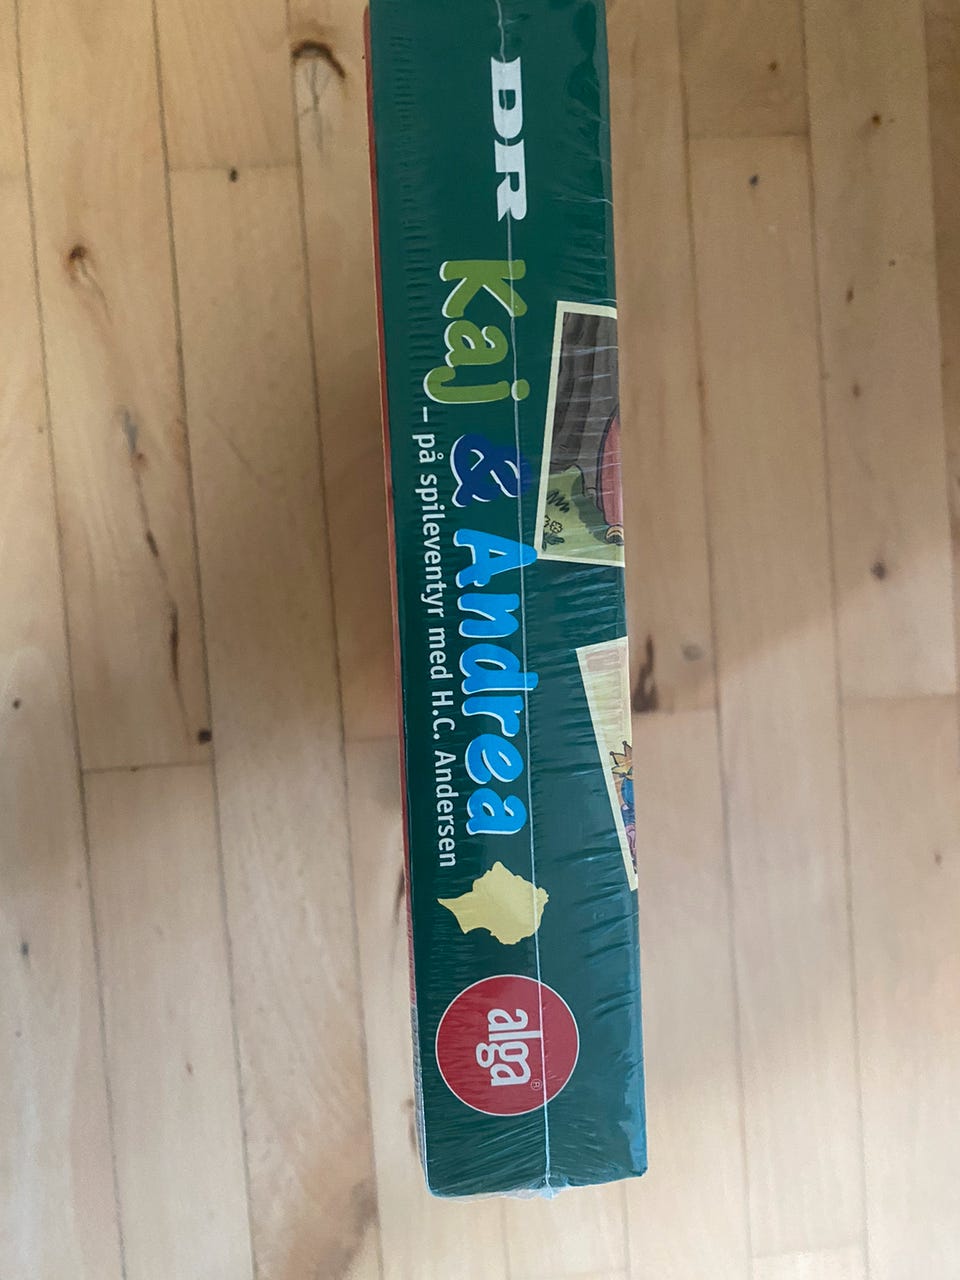 DR
Kaj & Andrea
– på spileventyr med H.C. Andersen
alga®